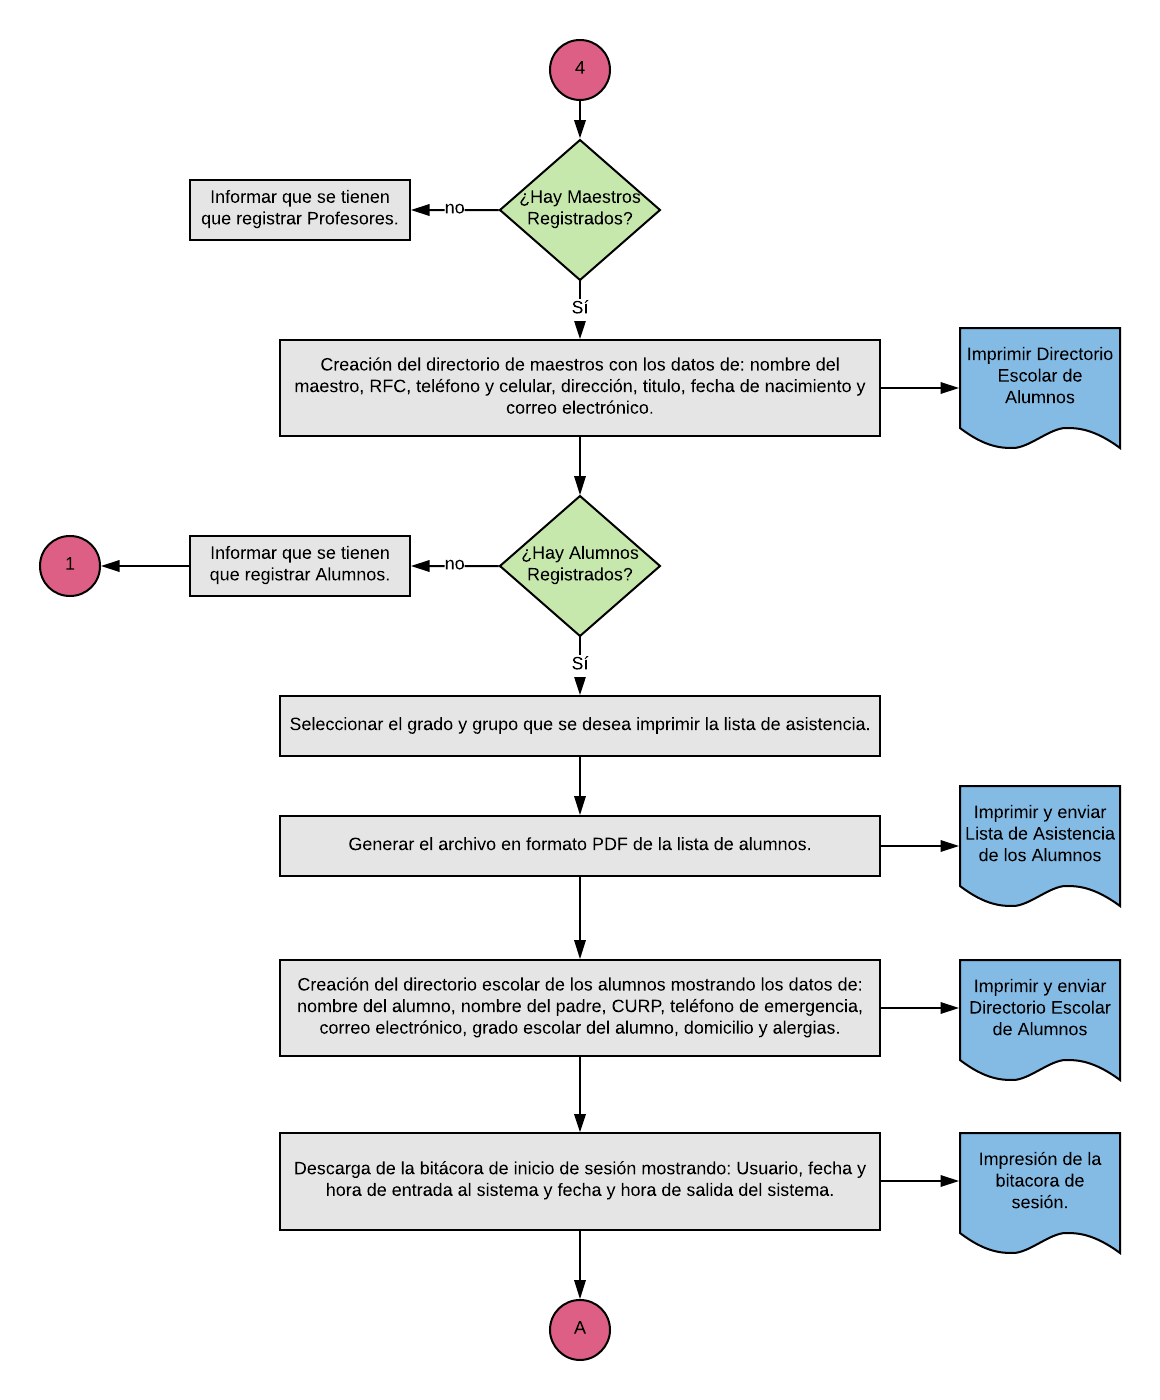 4
¿Hay Maestros
Registrados?
Informar que se tienen
que registrar Profesores.
no
Sí
Creación del directorio de maestros con los datos de: nombre del
maestro, RFC, teléfono y celular, dirección, titulo, fecha de nacimiento y
correo electrónico.
Imprimir Directorio
Escolar de
Alumnos
¿Hay Alumnos
Registrados?
no
Informar que se tienen
que registrar Alumnos.
1
Sí
Seleccionar el grado y grupo que se desea imprimir la lista de asistencia.
Generar el archivo en formato PDF de la lista de alumnos.
Imprimir y enviar
Lista de Asistencia
de los Alumnos
Creación del directorio escolar de los alumnos mostrando los datos de:
nombre del alumno, nombre del padre, CURP, teléfono de emergencia,
correo electrónico, grado escolar del alumno, domicilio y alergias.
Imprimir y enviar
Directorio Escolar
de Alumnos
Descarga de la bitácora de inicio de sesión mostrando: Usuario, fecha y
hora de entrada al sistema y fecha y hora de salida del sistema.
Impresión de la
bitacora de
sesión.
A